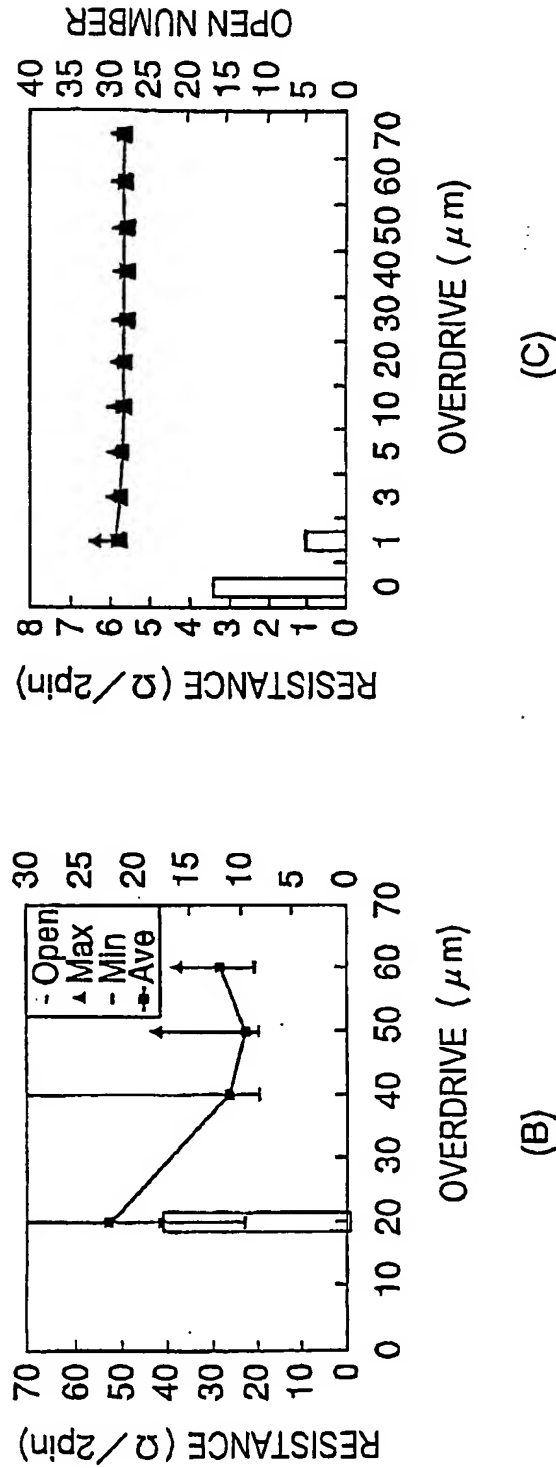 RESISTANCE (Ω/2pin)
70
60
50
40
30
20
10
0
30
25
20
15
10
5
0
Open
Max
Min
Ave
0 10 20 30 40 50 60 70
OVERDRIVE (μm)
(B)
RESISTANCE (Ω/2pin)
8
7
6
5
4
3
2
1
0
OPEN NUMBER
40
35
30
25
20
15
10
5
0
0 1 3 5 10 20 30 40 50 60 70
OVERDRIVE (μm)
(C)